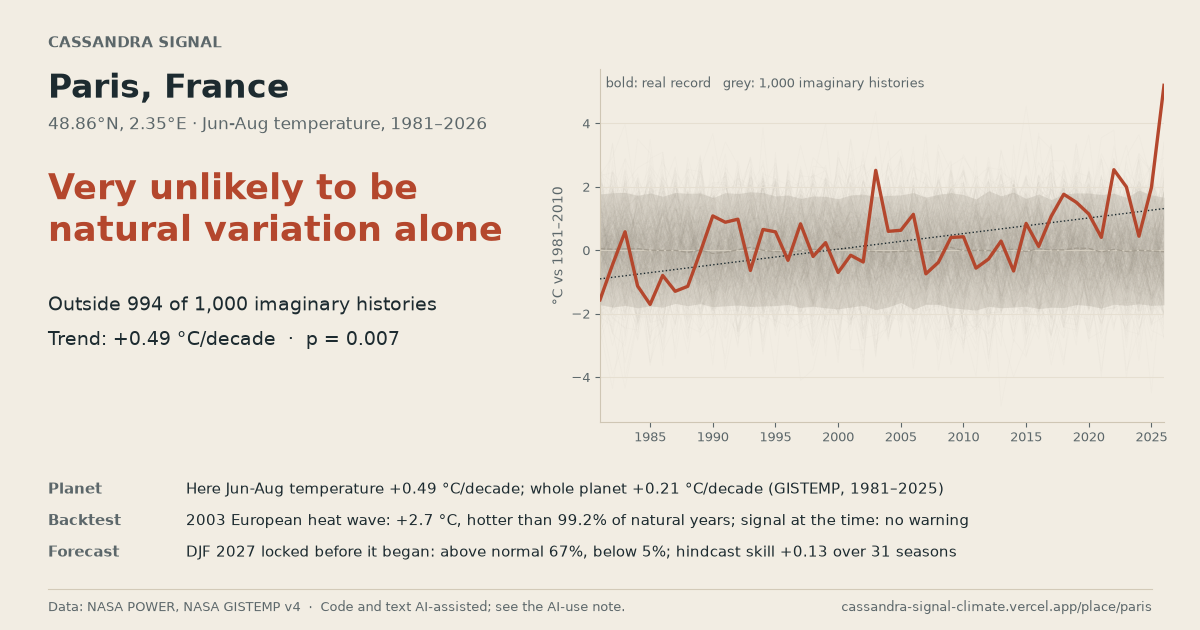 CASSANDRA SIGNAL
Paris, France
48.86°N, 2.35°E · Jun-Aug temperature, 1981–2026
Very unlikely to be
natural variation alone
Outside 994 of 1,000 imaginary histories
Trend: +0.49 °C/decade · p = 0.007
bold: real record grey: 1,000 imaginary histories
°C vs 1981–2010
4
2
0
−2
−4
1985 1990 1995 2000 2005 2010 2015 2020 2025
Planet Here Jun-Aug temperature +0.49 °C/decade; whole planet +0.21 °C/decade (GISTEMP, 1981–2025)
Backtest 2003 European heat wave: +2.7 °C, hotter than 99.2% of natural years; signal at the time: no warning
Forecast DJF 2027 locked before it began: above normal 67%, below 5%; hindcast skill +0.13 over 31 seasons
Data: NASA POWER, NASA GISTEMP v4 · Code and text AI-assisted; see the AI-use note. cassandra-signal-climate.vercel.app/place/paris